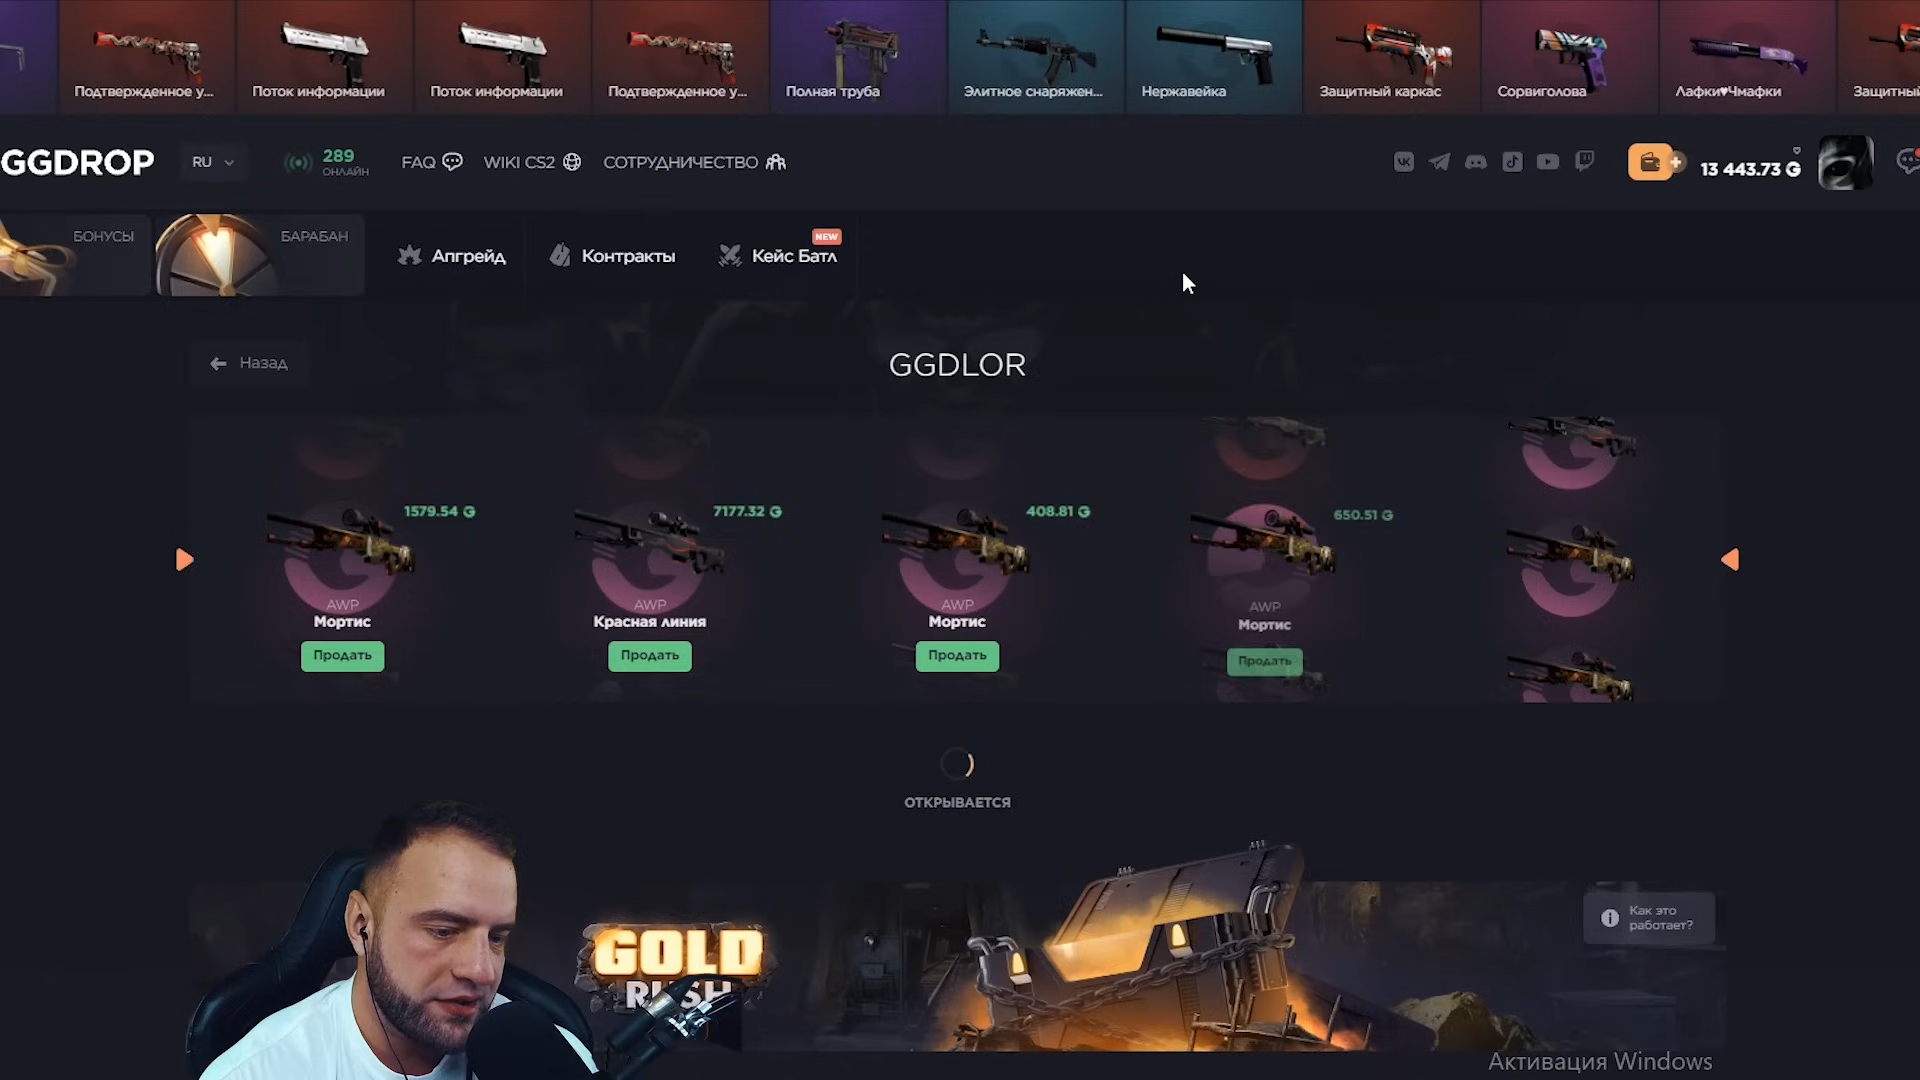 Подтвержденное у...
Поток информации
Поток информации
Подтвержденное у...
Полная труба
Элитное снаряжен...
Нержавейка
Защитный каркас
Сорвиголова
Лафки♥Чмафки
Защитный
GGDROP
RU
289
ОНЛАЙН
FAQ
WIKI CS2
СОТРУДНИЧЕСТВО
13 443.73 G
БОНУСЫ
БАРАБАН
Апгрейд
Контракты
Кейс Батл
NEW
Назад
GGDLOR
1579.54 G
7177.32 G
408.81 G
650.51 G
AWP
Мортис
Продать
AWP
Красная линия
Продать
AWP
Мортис
Продать
AWP
Мортис
Продать
ОТКРЫВАЕТСЯ
GOLD
RUSH
Как это
работает?
Активация Windows